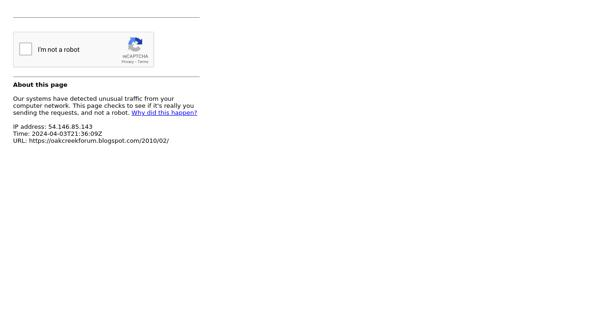 I'm not a robot
reCAPTCHA
Privacy - Terms
About this page
Our systems have detected unusual traffic from your
computer network. This page checks to see if it's really you
sending the requests, and not a robot. Why did this happen?
IP address: 54.146.85.143
Time: 2024-04-03T21:36:09Z
URL: https://oakcreekforum.blogspot.com/2010/02/